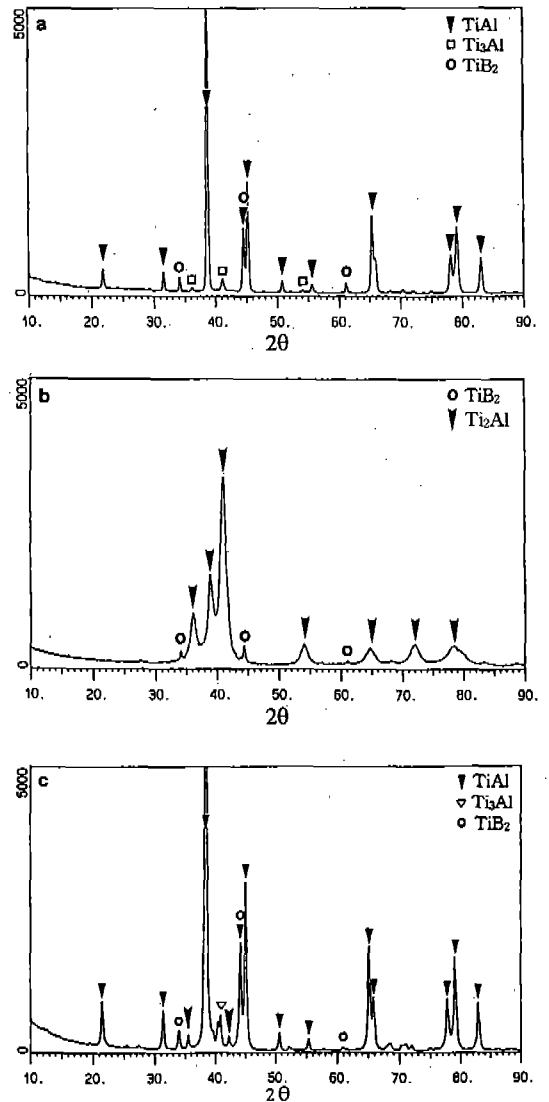 5000
a
TiAl
Ti₃Al
TiB₂
0
10. 20. 30. 40. 50. 60. 70. 80. 90.
2θ
5000
b
TiB₂
Ti₂Al
0
10 20. 30. 40. 50. 60. 70. 80. 90
2θ
5000
c
TiAl
Ti₃Al
TiB₂
0
10. 20. 30. 40. 50. 60. 70. 80. 90.
2θ